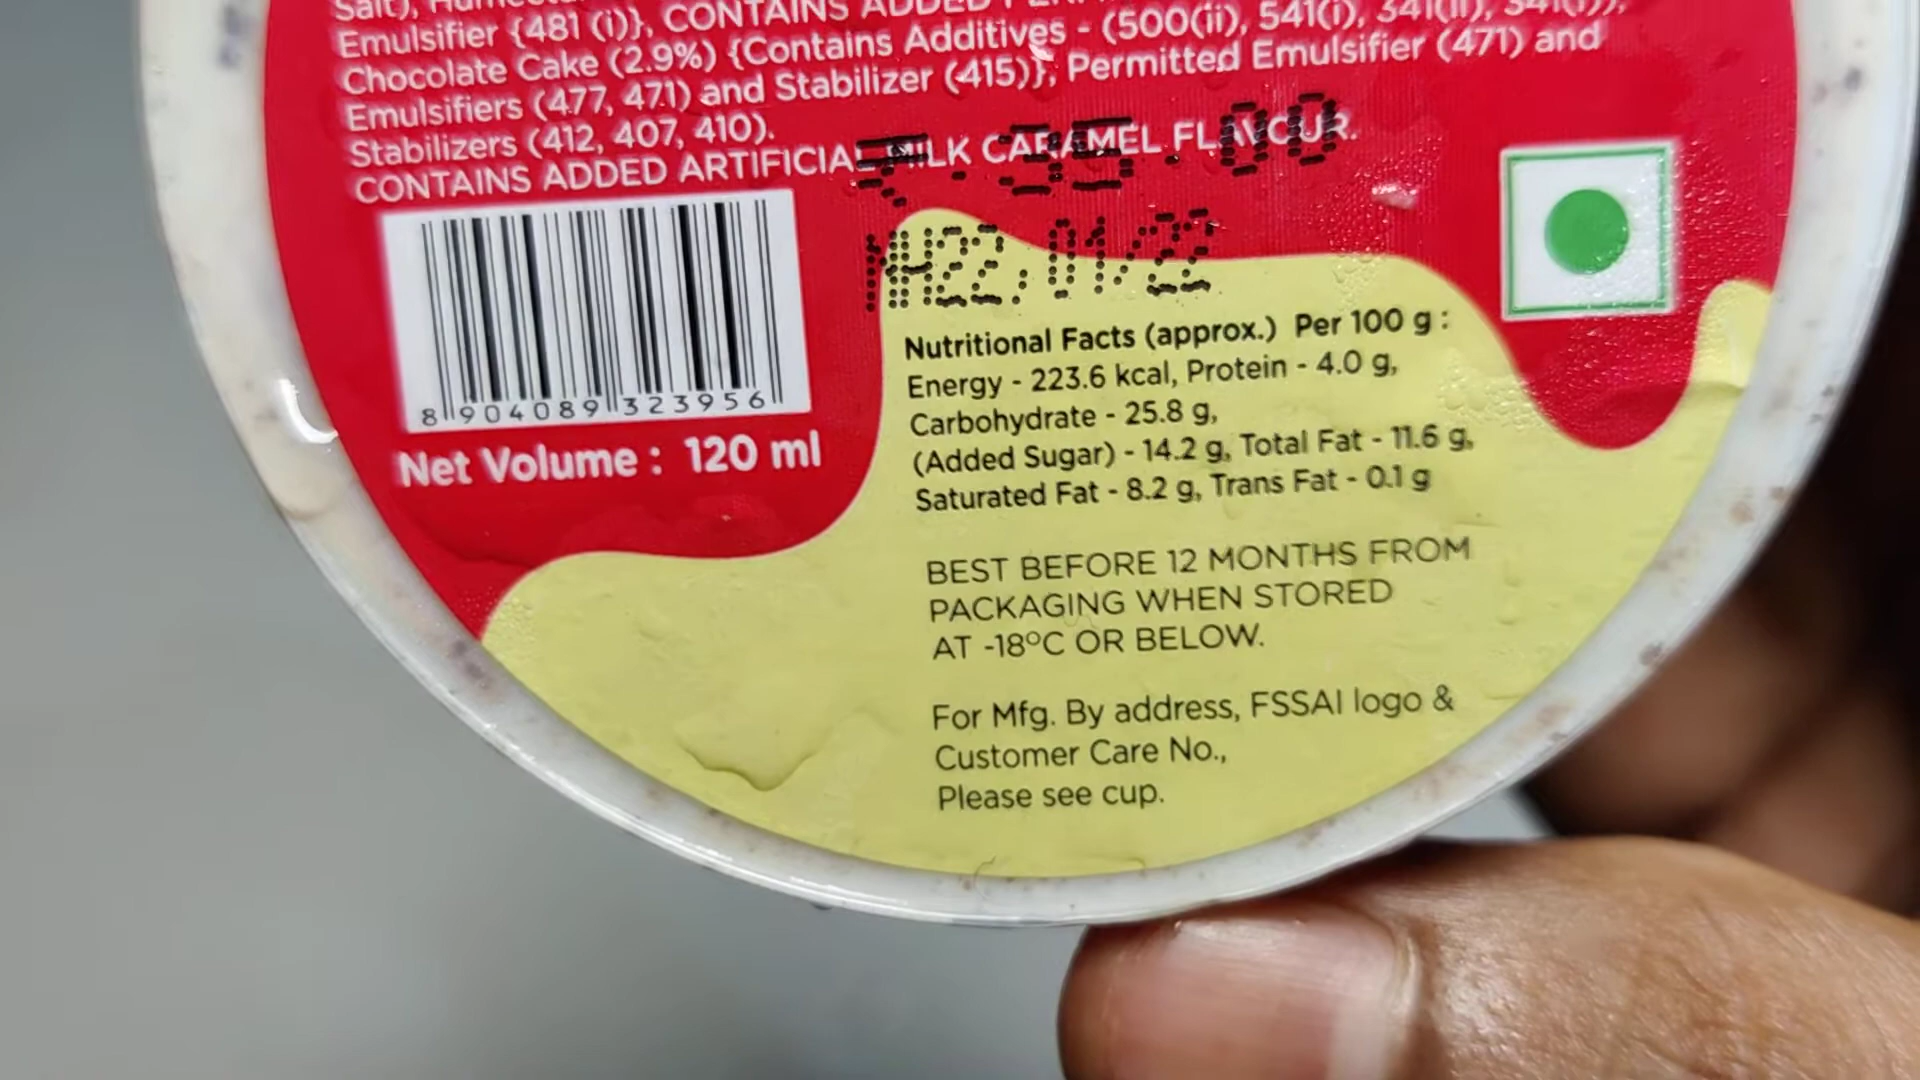 Salt),
Emulsifier {481 (i)}, CONTAINS ADDED
Chocolate Cake (2.9%) {Contains Additives - (500(ii), 541(i), 341(iii), 341(i)),
Emulsifiers (477, 471) and Stabilizer (415)}, Permitted Emulsifier (471) and
Stabilizers (412, 407, 410).
CONTAINS ADDED ARTIFICIAL MILK CARAMEL FLAVOUR.
₹.35.00
MH22,01/22
8 904089 323956
Net Volume : 120 ml
Nutritional Facts (approx.) Per 100 g :
Energy - 223.6 kcal, Protein - 4.0 g,
Carbohydrate - 25.8 g,
(Added Sugar) - 14.2 g, Total Fat - 11.6 g,
Saturated Fat - 8.2 g, Trans Fat - 0.1 g
BEST BEFORE 12 MONTHS FROM
PACKAGING WHEN STORED
AT -18°C OR BELOW.
For Mfg. By address, FSSAI logo &
Customer Care No.,
Please see cup.